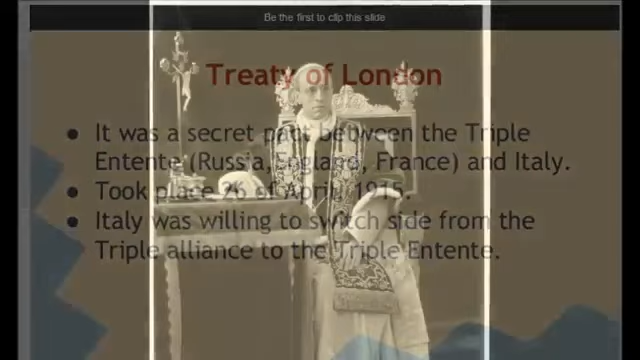 Be the first to clip this slide
Treaty of London
● It was a secret pact between the Triple
Entente (Russia, England, France) and Italy.
● Took place 26 of April 1915.
● Italy was willing to switch side from the
Triple alliance to the Triple Entente.